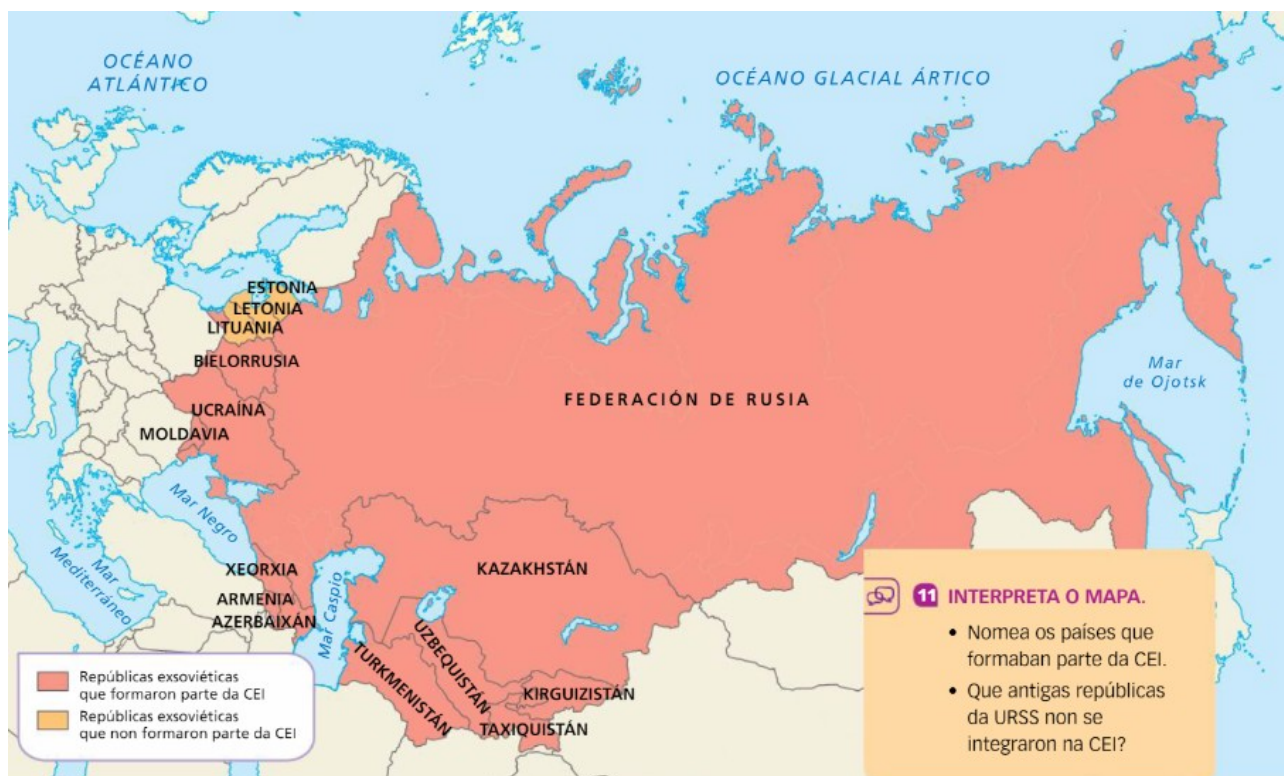 OCÉANO
ATLÁNTICO
OCÉANO GLACIAL ÁRTICO
ESTONIA
LETONIA
LITUANIA
BIELORRUSIA
UCRAÍNA
MOLDAVIA
FEDERACIÓN DE RUSIA
Mar
de Ojotsk
Mar Negro
Mar
Mediterráneo
XEORXIA
ARMENIA
AZERBAIXÁN
Mar Caspio
KAZAKHSTÁN
UZBEQUISTÁN
TURKMENISTÁN
KIRGUIZISTÁN
TAXIQUISTÁN
Repúblicas exsoviéticas
que formaron parte da CEI
Repúblicas exsoviéticas
que non formaron parte da CEI
11 INTERPRETA O MAPA.
• Nomea os países que
formaban parte da CEI.
• Que antigas repúblicas
da URSS non se
integraron na CEI?